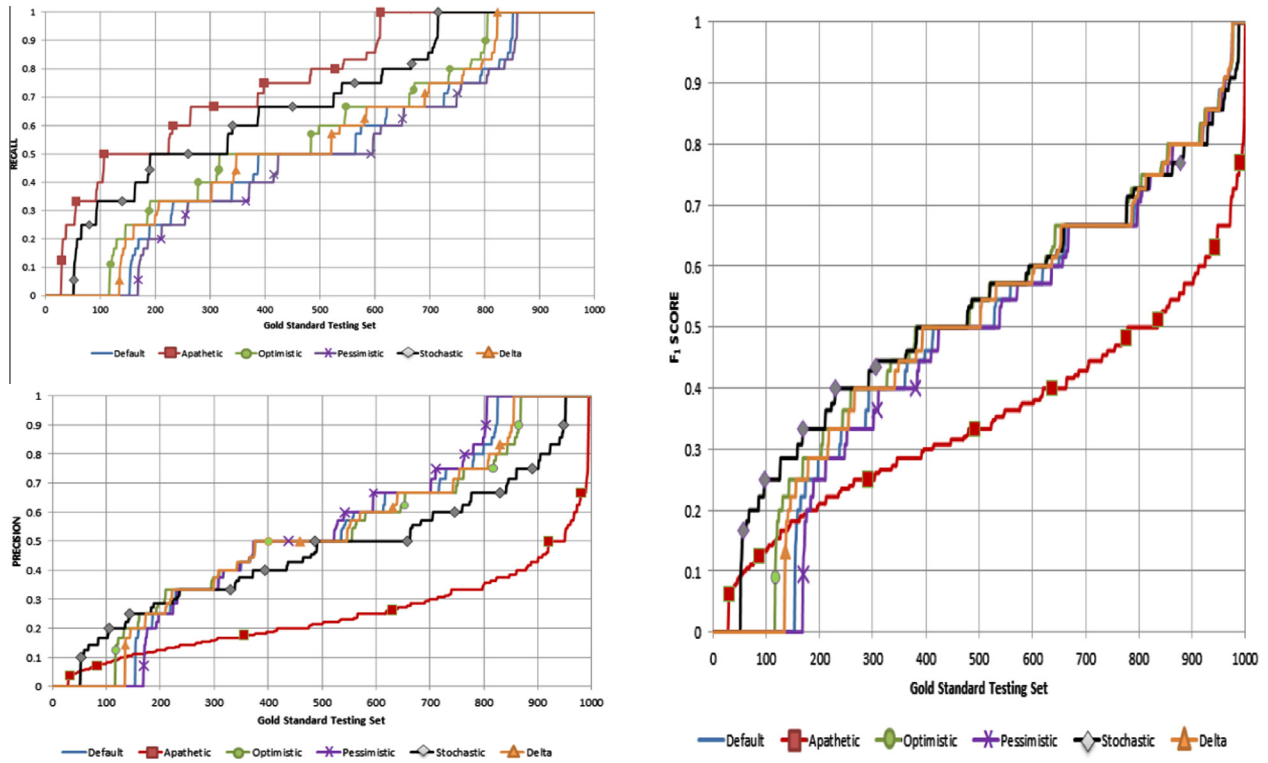 1
0.9
0.8
0.7
0.6
0.5
0.4
0.3
0.2
0.1
0
RECALL
0 100 200 300 400 500 600 700 800 900 1000
Gold Standard Testing Set
Default Apathetic Optimistic Pessimistic Stochastic Delta
1
0.9
0.8
0.7
0.6
0.5
0.4
0.3
0.2
0.1
0
PRECISION
0 100 200 300 400 500 600 700 800 900 1000
Gold Standard Testing Set
Default Apathetic Optimistic Pessimistic Stochastic Delta
1
0.9
0.8
0.7
0.6
0.5
0.4
0.3
0.2
0.1
0
F₁ SCORE
0 100 200 300 400 500 600 700 800 900 1000
Gold Standard Testing Set
Default Apathetic Optimistic Pessimistic Stochastic Delta